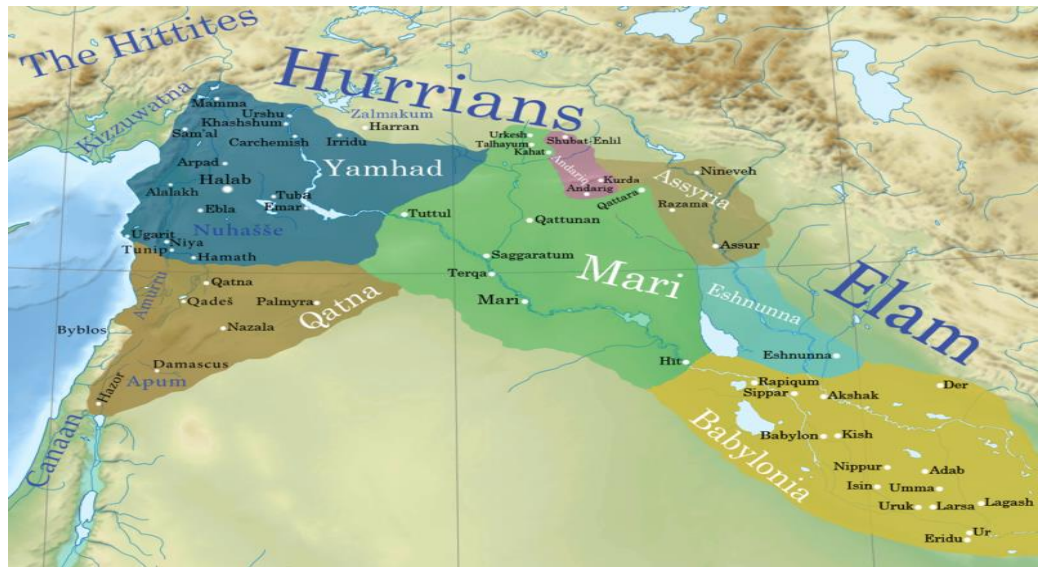 The Hittites
Hurrians
Kizzuwatna
Mamma
Urshu
Khashshum
Zalmakum
Harran
Sam'al
Carchemish
Irridu
Urkesh
Talhayum
Kahat
Shubat-Enlil
Arpad
Yamhad
Andariq
Assyria
Nineveh
Halab
Kurda
Andarig
Alalakh
Tuba
Emar
Qattara
Razama
Ebla
Tuttul
Qattunan
Nuhašše
Ugarit
Niya
Tunip
Hamath
Assur
Saggaratum
Mari
Elam
Terqa
Amurru
Qatna
Qadeš
Palmyra
Qatna
Mari
Eshnunna
Byblos
Nazala
Eshnunna
Hit
Damascus
Apum
Hazor
Rapiqum
Sippar
Akshak
Der
Canaan
Babylonia
Babylon
Kish
Nippur
Adab
Isin
Umma
Uruk
Larsa
Lagash
Ur
Eridu